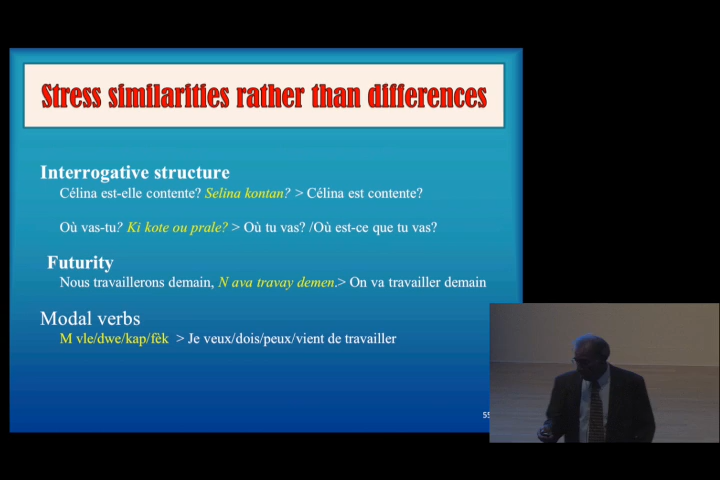 Stress similarities rather than differences
Interrogative structure
Célina est-elle contente? Selina kontan? > Célina est contente?
Où vas-tu? Ki kote ou prale? > Où tu vas? /Où est-ce que tu vas?
Futurity
Nous travaillerons demain, N ava travay demen.> On va travailler demain
Modal verbs
M vle/dwe/kap/fèk > Je veux/dois/peux/vient de travailler